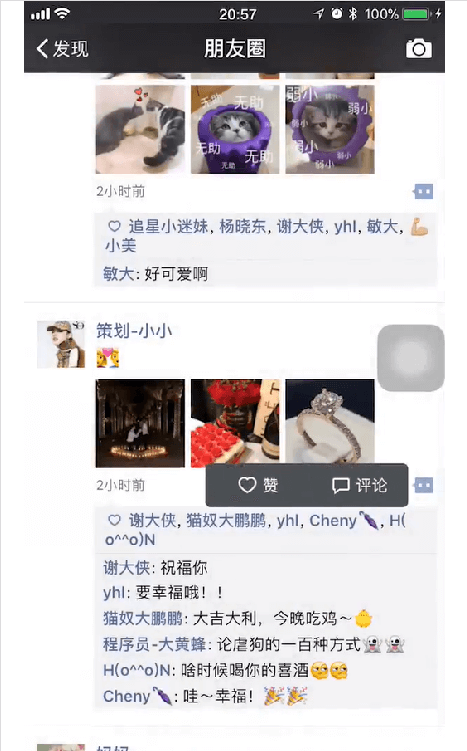 20:57
100%
发现
朋友圈
无助
无助
无助
无助
无助
弱小
弱小
弱小
弱小
弱小
弱小
2小时前
追星小迷妹, 杨晓东, 谢大侠, yhl, 敏大, 💪🏼
小美
敏大: 好可爱啊
策划-小小
💏
赞
评论
2小时前
谢大侠, 猫奴大鹏鹏, yhl, Cheny🌂, H(
o^^o)N
谢大侠: 祝福你
yhl: 要幸福哦！！
猫奴大鹏鹏: 大吉大利，今晚吃鸡～🐥
程序员-大黄蜂: 论虐狗的一百种方式👻👻
H(o^^o)N: 啥时候喝你的喜酒🤔🤔
Cheny🌂: 哇～幸福！🎉🎉